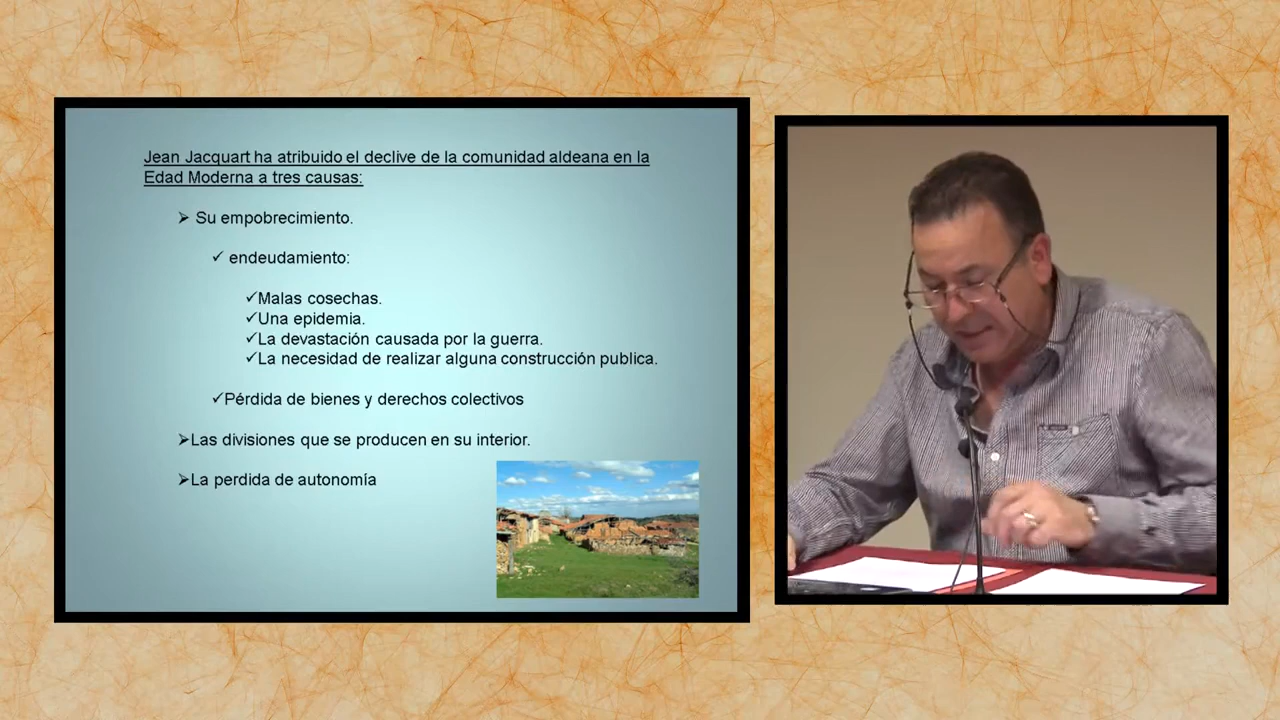 Jean Jacquart ha atribuido el declive de la comunidad aldeana en la
Edad Moderna a tres causas:
➢ Su empobrecimiento.
✓ endeudamiento:
✓Malas cosechas.
✓Una epidemia.
✓La devastación causada por la guerra.
✓La necesidad de realizar alguna construcción publica.
✓Pérdida de bienes y derechos colectivos
➢Las divisiones que se producen en su interior.
➢La perdida de autonomía